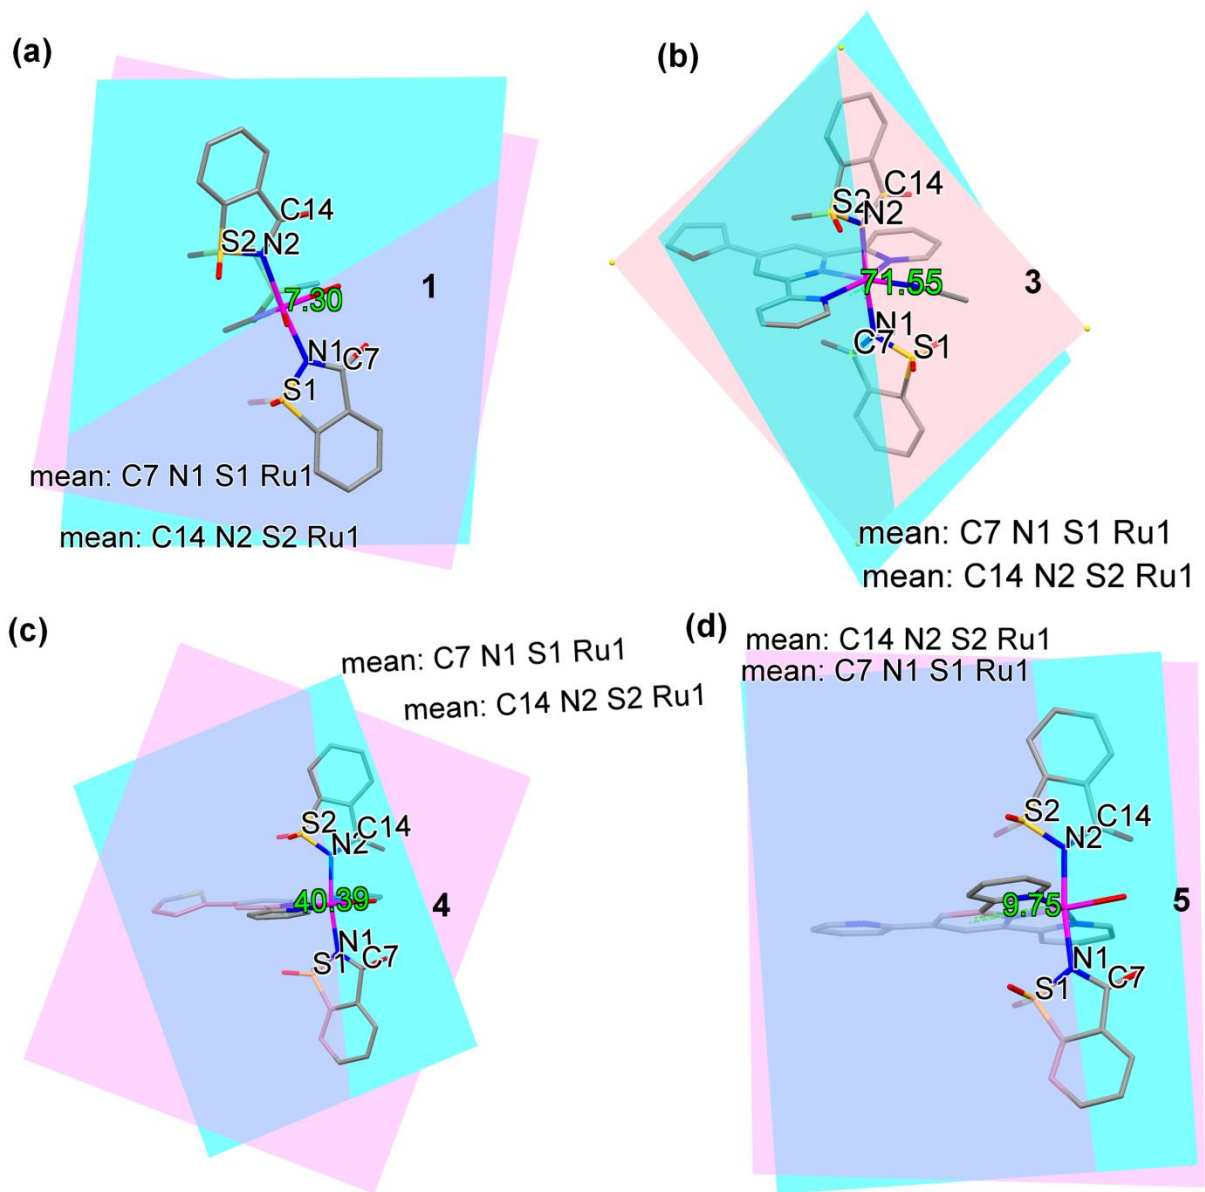 (a)
C14
S2
N2
7.30
1
N1
C7
S1
mean: C7 N1 S1 Ru1
mean: C14 N2 S2 Ru1
(b)
C14
S2
N2
71.55
3
N1
C7
S1
mean: C7 N1 S1 Ru1
mean: C14 N2 S2 Ru1
(c)
mean: C7 N1 S1 Ru1
mean: C14 N2 S2 Ru1
S2
C14
N2
40.39
4
N1
S1
C7
(d)
mean: C14 N2 S2 Ru1
mean: C7 N1 S1 Ru1
S2
C14
N2
9.75
5
N1
C7
S1